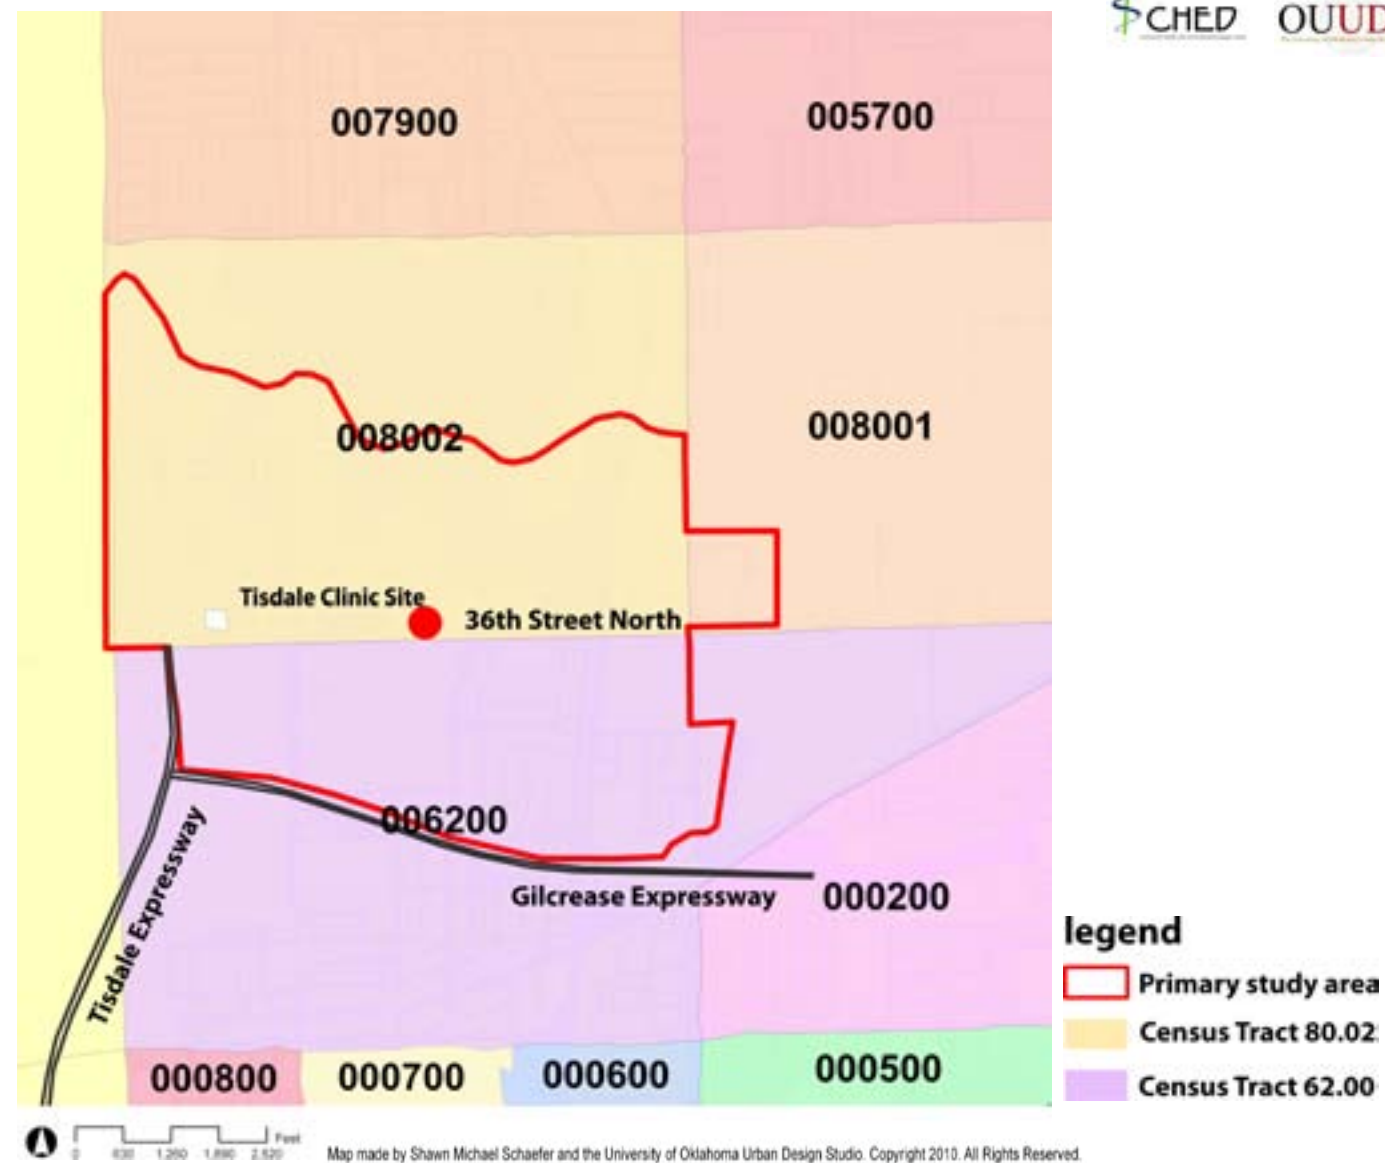 CHED OUUD
007900
005700
008002
008001
Tisdale Clinic Site
36th Street North
006200
Tisdale Expressway
Gilcrease Expressway
000200
legend
Primary study area
Census Tract 80.02
Census Tract 62.00
000800
000700
000600
000500
0 630 1,260 1,890 2,520 Feet
Map made by Shawn Michael Schaefer and the University of Oklahoma Urban Design Studio. Copyright 2010. All Rights Reserved.